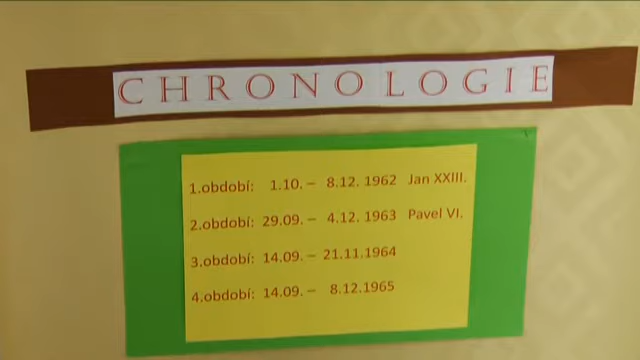 CHRONOLOGIE
1.období: 1.10. – 8.12. 1962 Jan XXIII.
2.období: 29.09. – 4.12. 1963 Pavel VI.
3.období: 14.09. – 21.11.1964
4.období: 14.09. – 8.12.1965